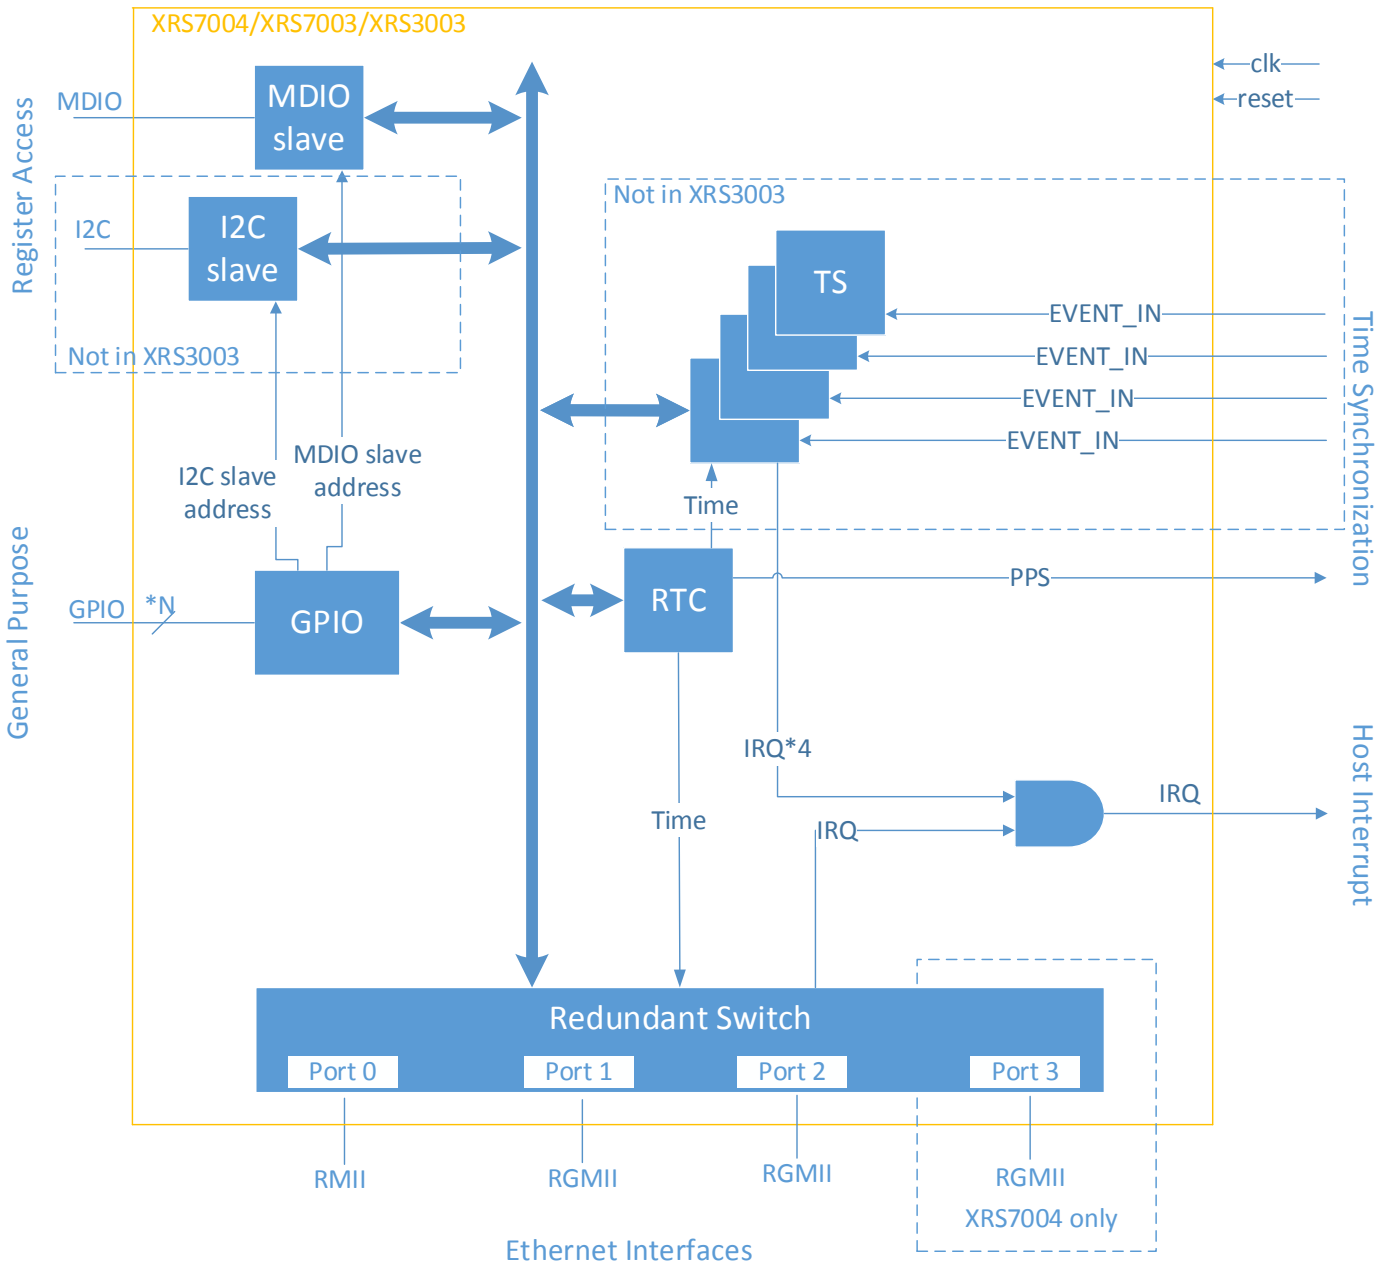 XRS7004/XRS7003/XRS3003
clk
reset
Register Access
MDIO
MDIO
slave
I2C
I2C
slave
Not in XRS3003
Not in XRS3003
TS
EVENT_IN
EVENT_IN
EVENT_IN
EVENT_IN
Time Synchronization
I2C slave
address
MDIO slave
address
Time
General Purpose
GPIO
*N
GPIO
RTC
PPS
IRQ*4
Time
IRQ
IRQ
Host Interrupt
Redundant Switch
Port 0
Port 1
Port 2
Port 3
RMII
RGMII
RGMII
RGMII
XRS7004 only
Ethernet Interfaces